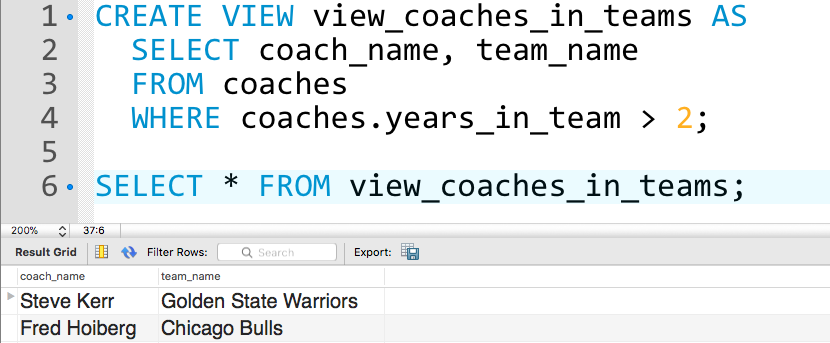 1 CREATE VIEW view_coaches_in_teams AS
2 SELECT coach_name, team_name
3 FROM coaches
4 WHERE coaches.years_in_team > 2;
5
6 SELECT * FROM view_coaches_in_teams;
200% 37:6
Result Grid Filter Rows: Search Export:
coach_name team_name
Steve Kerr Golden State Warriors
Fred Hoiberg Chicago Bulls